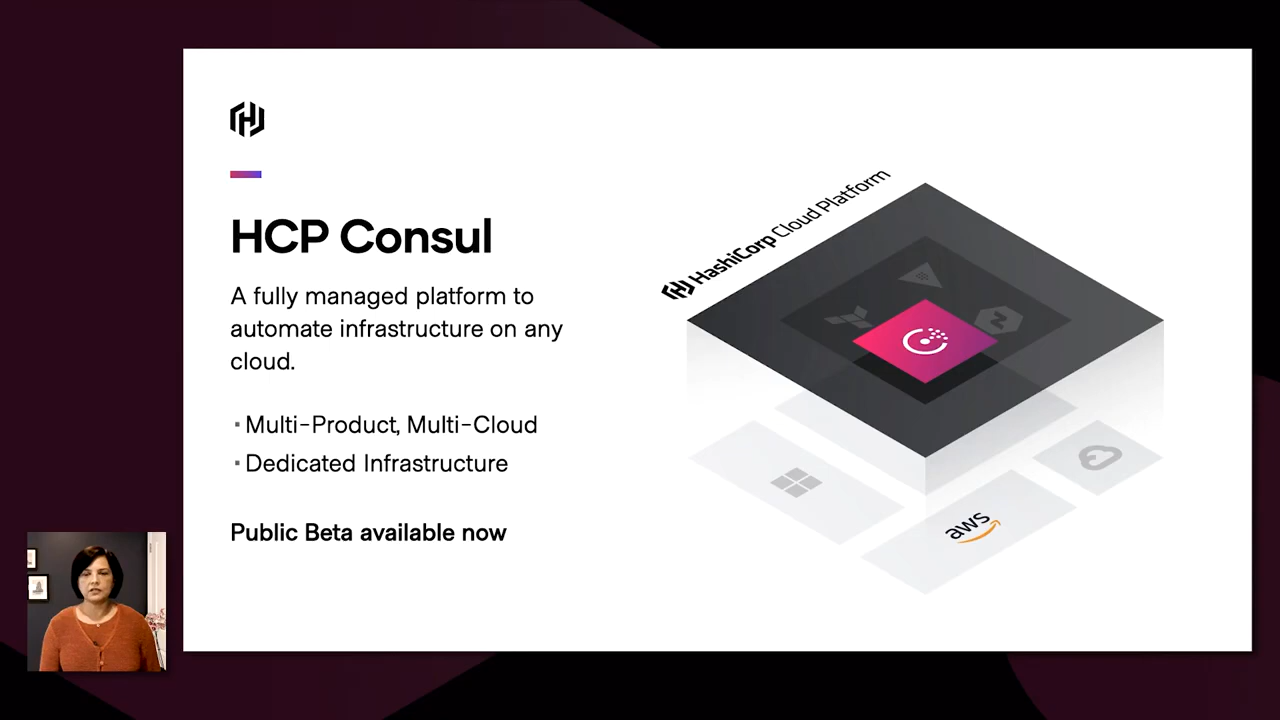 HCP Consul
A fully managed platform to
automate infrastructure on any
cloud.
▪ Multi-Product, Multi-Cloud
▪ Dedicated Infrastructure
Public Beta available now
HashiCorp Cloud Platform
aws